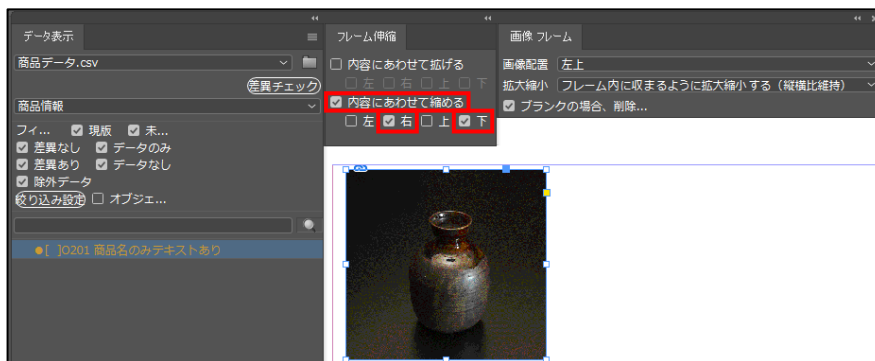 データ表示
商品データ.csv
差異チェック
商品情報
フィ... 現版 未...
差異なし データのみ
差異あり データなし
除外データ
絞り込み設定 オブジェ...
●[ ]0201 商品名のみテキストあり
フレーム伸縮
内容にあわせて拡げる
左 右 上 下
内容にあわせて縮める
左 右 上 下
画像 フレーム
画像配置 左上
拡大縮小 フレーム内に収まるように拡大縮小する（縦横比維持）
ブランクの場合、削除...